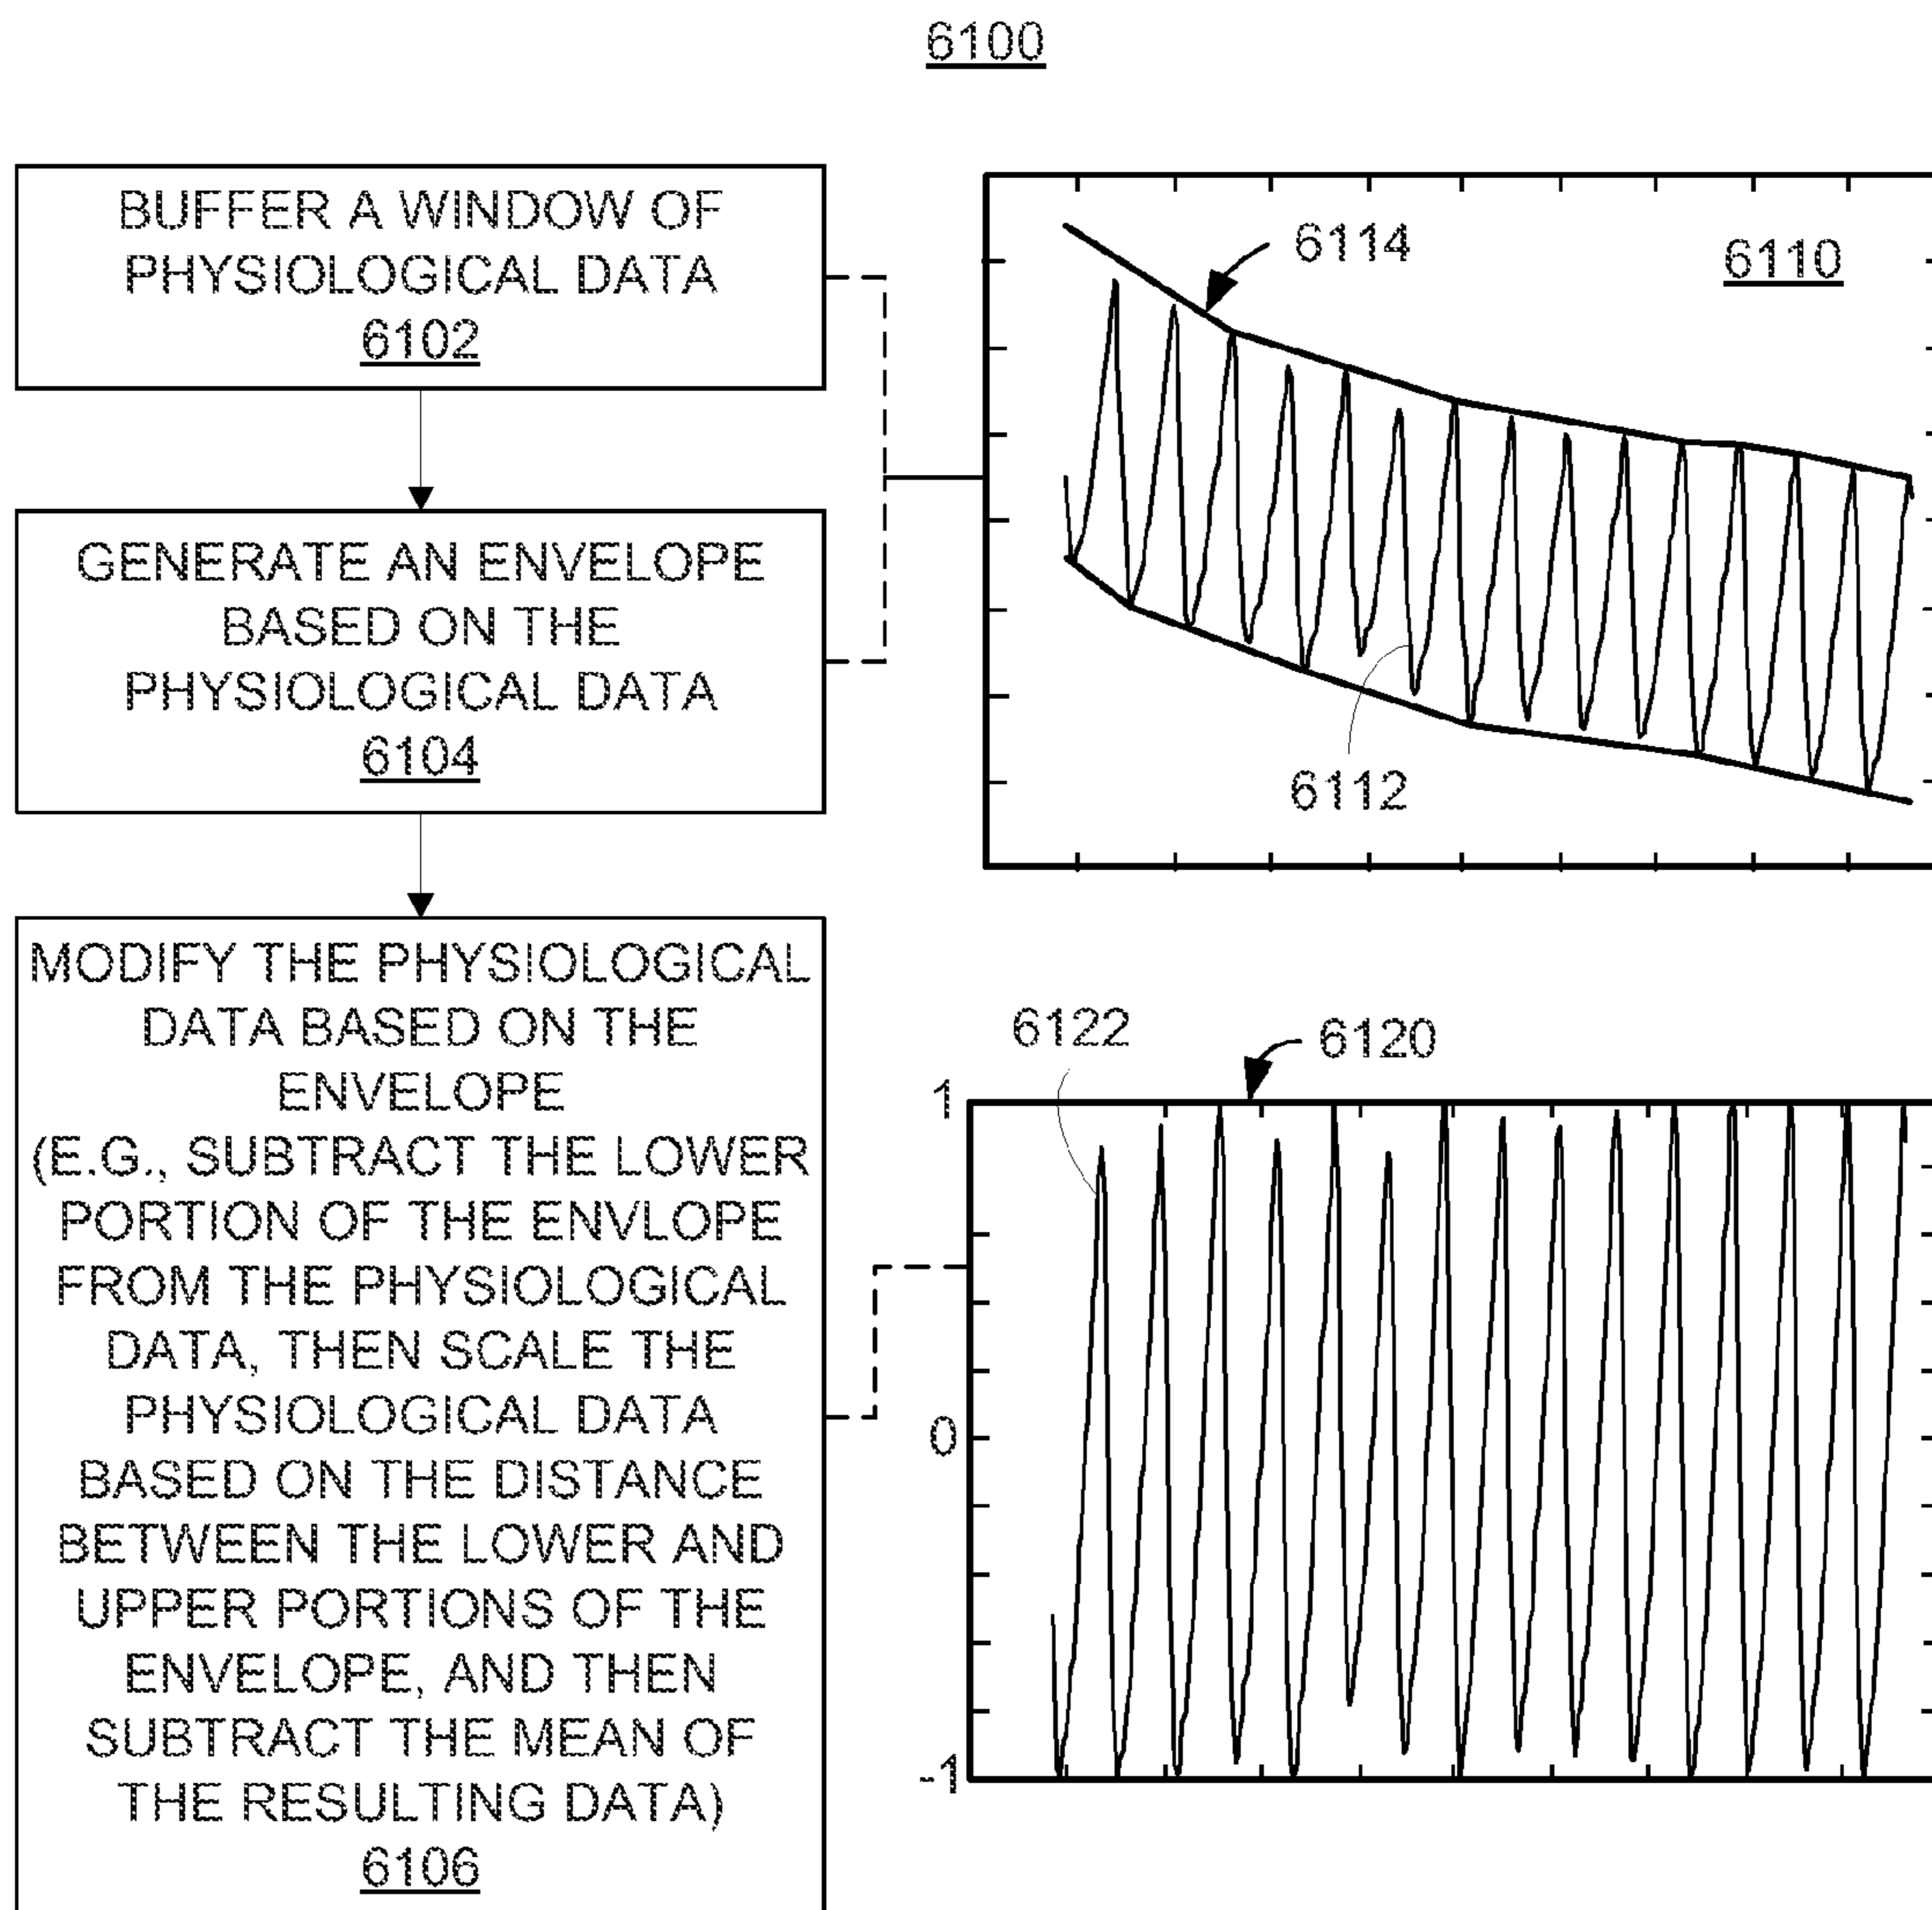 6100
BUFFER A WINDOW OF
PHYSIOLOGICAL DATA
6102
GENERATE AN ENVELOPE
BASED ON THE
PHYSIOLOGICAL DATA
6104
MODIFY THE PHYSIOLOGICAL
DATA BASED ON THE
ENVELOPE
(E.G., SUBTRACT THE LOWER
PORTION OF THE ENVLOPE
FROM THE PHYSIOLOGICAL
DATA, THEN SCALE THE
PHYSIOLOGICAL DATA
BASED ON THE DISTANCE
BETWEEN THE LOWER AND
UPPER PORTIONS OF THE
ENVELOPE, AND THEN
SUBTRACT THE MEAN OF
THE RESULTING DATA)
6106
6114
6110
6112
6122
6120
1
0
-1